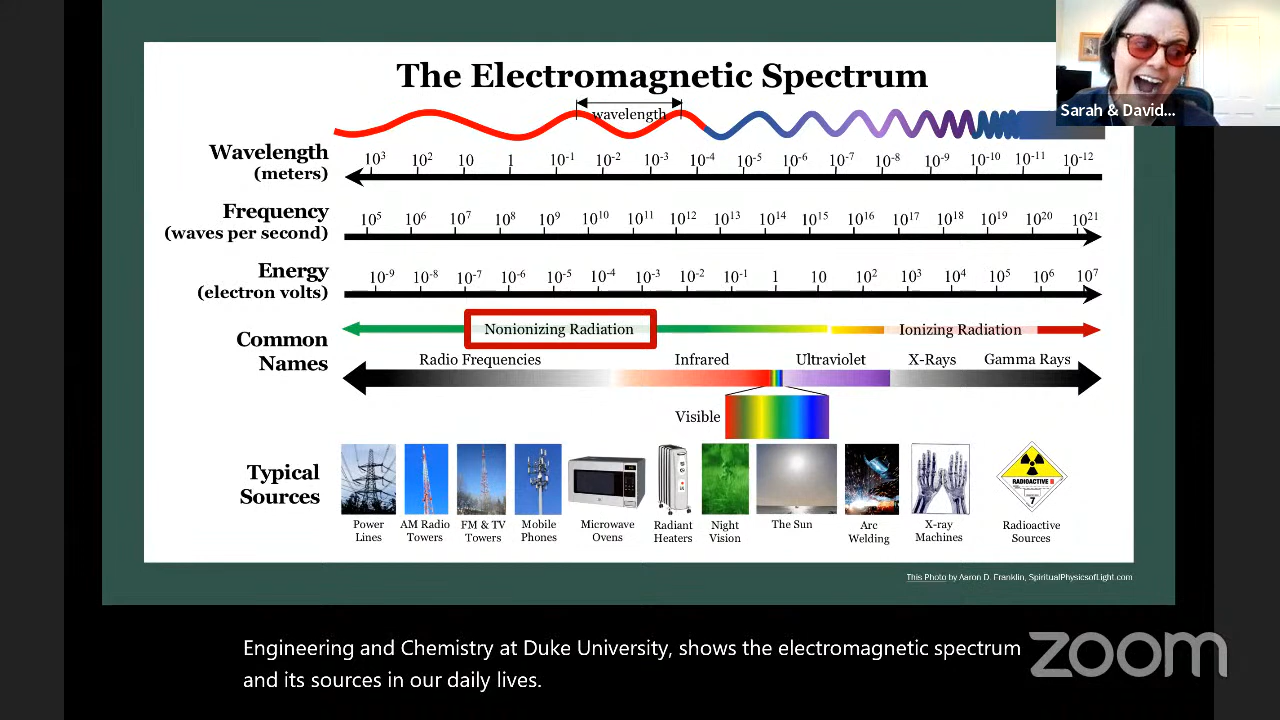 The Electromagnetic Spectrum
Sarah & David...
wavelength
Wavelength
(meters)
10³ 10² 10 1 10⁻¹ 10⁻² 10⁻³ 10⁻⁴ 10⁻⁵ 10⁻⁶ 10⁻⁷ 10⁻⁸ 10⁻⁹ 10⁻¹⁰ 10⁻¹¹ 10⁻¹²
Frequency
(waves per second)
10⁵ 10⁶ 10⁷ 10⁸ 10⁹ 10¹⁰ 10¹¹ 10¹² 10¹³ 10¹⁴ 10¹⁵ 10¹⁶ 10¹⁷ 10¹⁸ 10¹⁹ 10²⁰ 10²¹
Energy
(electron volts)
10⁻⁹ 10⁻⁸ 10⁻⁷ 10⁻⁶ 10⁻⁵ 10⁻⁴ 10⁻³ 10⁻² 10⁻¹ 1 10 10² 10³ 10⁴ 10⁵ 10⁶ 10⁷
Common
Names
Nonionizing Radiation
Ionizing Radiation
Radio Frequencies
Infrared
Ultraviolet
X-Rays
Gamma Rays
Visible
Typical
Sources
RADIOACTIVE II
7
Power
Lines
AM Radio
Towers
FM & TV
Towers
Mobile
Phones
Microwave
Ovens
Radiant
Heaters
Night
Vision
The Sun
Arc
Welding
X-ray
Machines
Radioactive
Sources
This Photo by Aaron D. Franklin, SpiritualPhysicsofLight.com
Engineering and Chemistry at Duke University, shows the electromagnetic spectrum
and its sources in our daily lives.
zoom